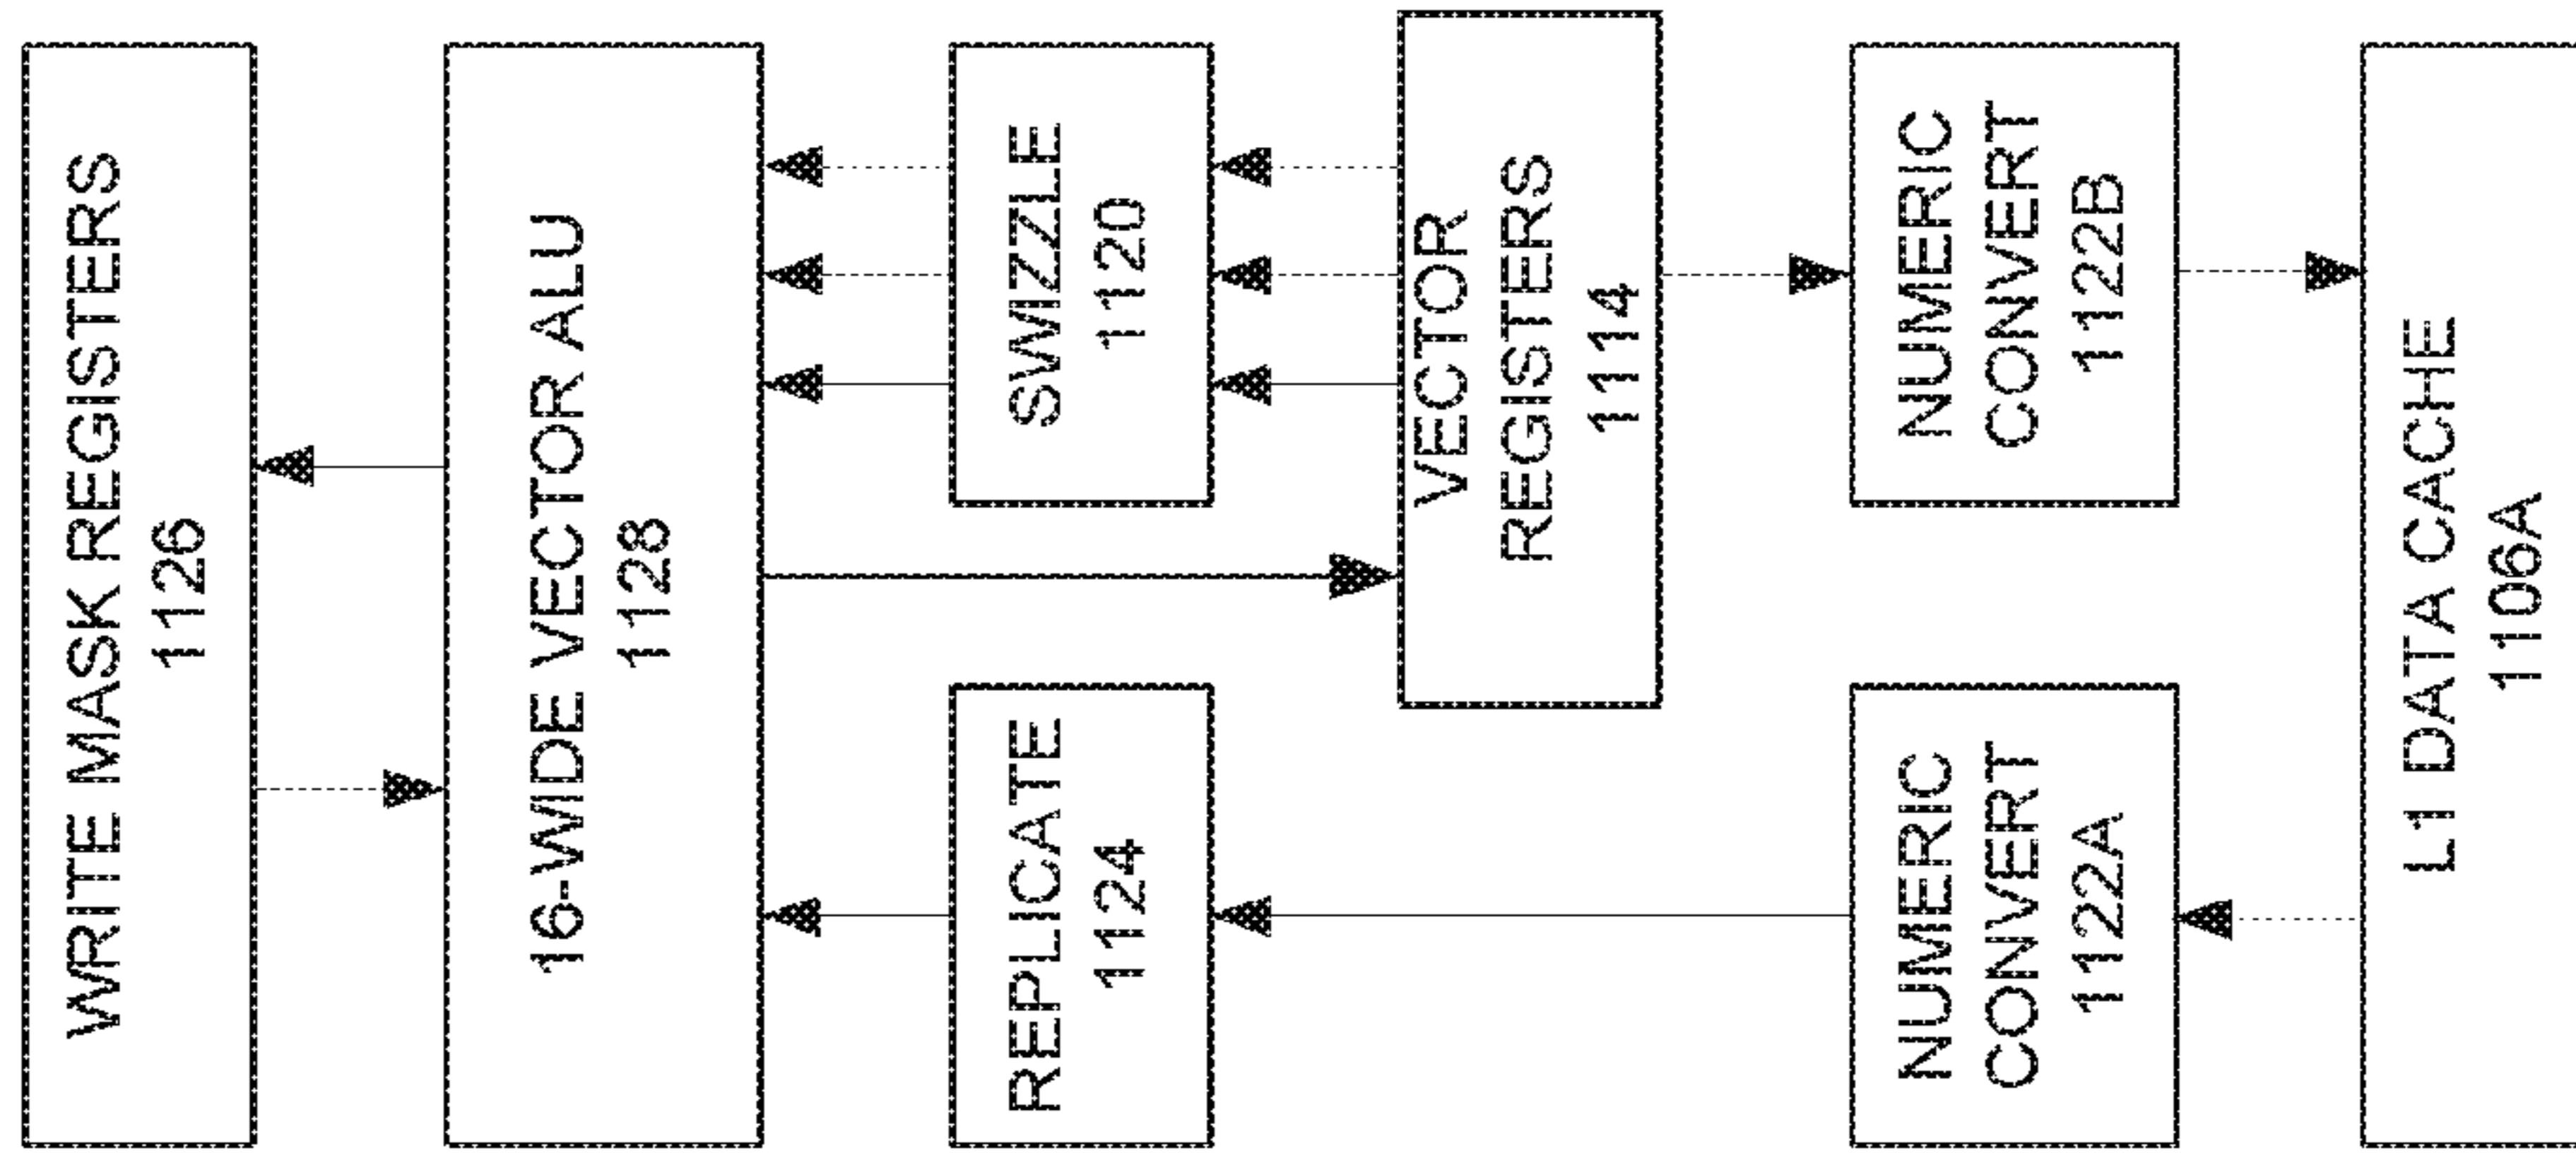 WRITE MASK REGISTERS
1126
16-WIDE VECTOR ALU
1128
REPLICATE
1124
SWIZZLE
1120
VECTOR
REGISTERS
1114
NUMERIC
CONVERT
1122A
NUMERIC
CONVERT
1122B
L1 DATA CACHE
1106A